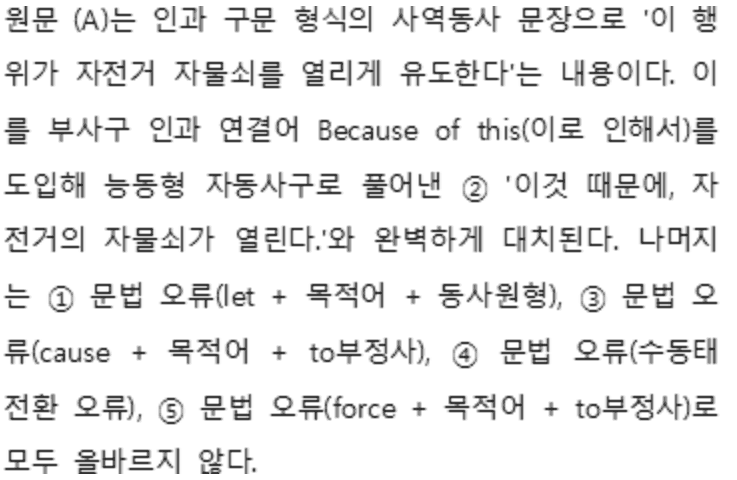 원문 (A)는 인과 구문 형식의 사역동사 문장으로 '이 행
위가 자전거 자물쇠를 열리게 유도한다'는 내용이다. 이
를 부사구 인과 연결어 Because of this(이로 인해서)를
도입해 능동형 자동사구로 풀어낸 ② '이것 때문에, 자
전거의 자물쇠가 열린다.'와 완벽하게 대치된다. 나머지
는 ① 문법 오류(let + 목적어 + 동사원형), ③ 문법 오
류(cause + 목적어 + to부정사), ④ 문법 오류(수동태
전환 오류), ⑤ 문법 오류(force + 목적어 + to부정사)로
모두 올바르지 않다.